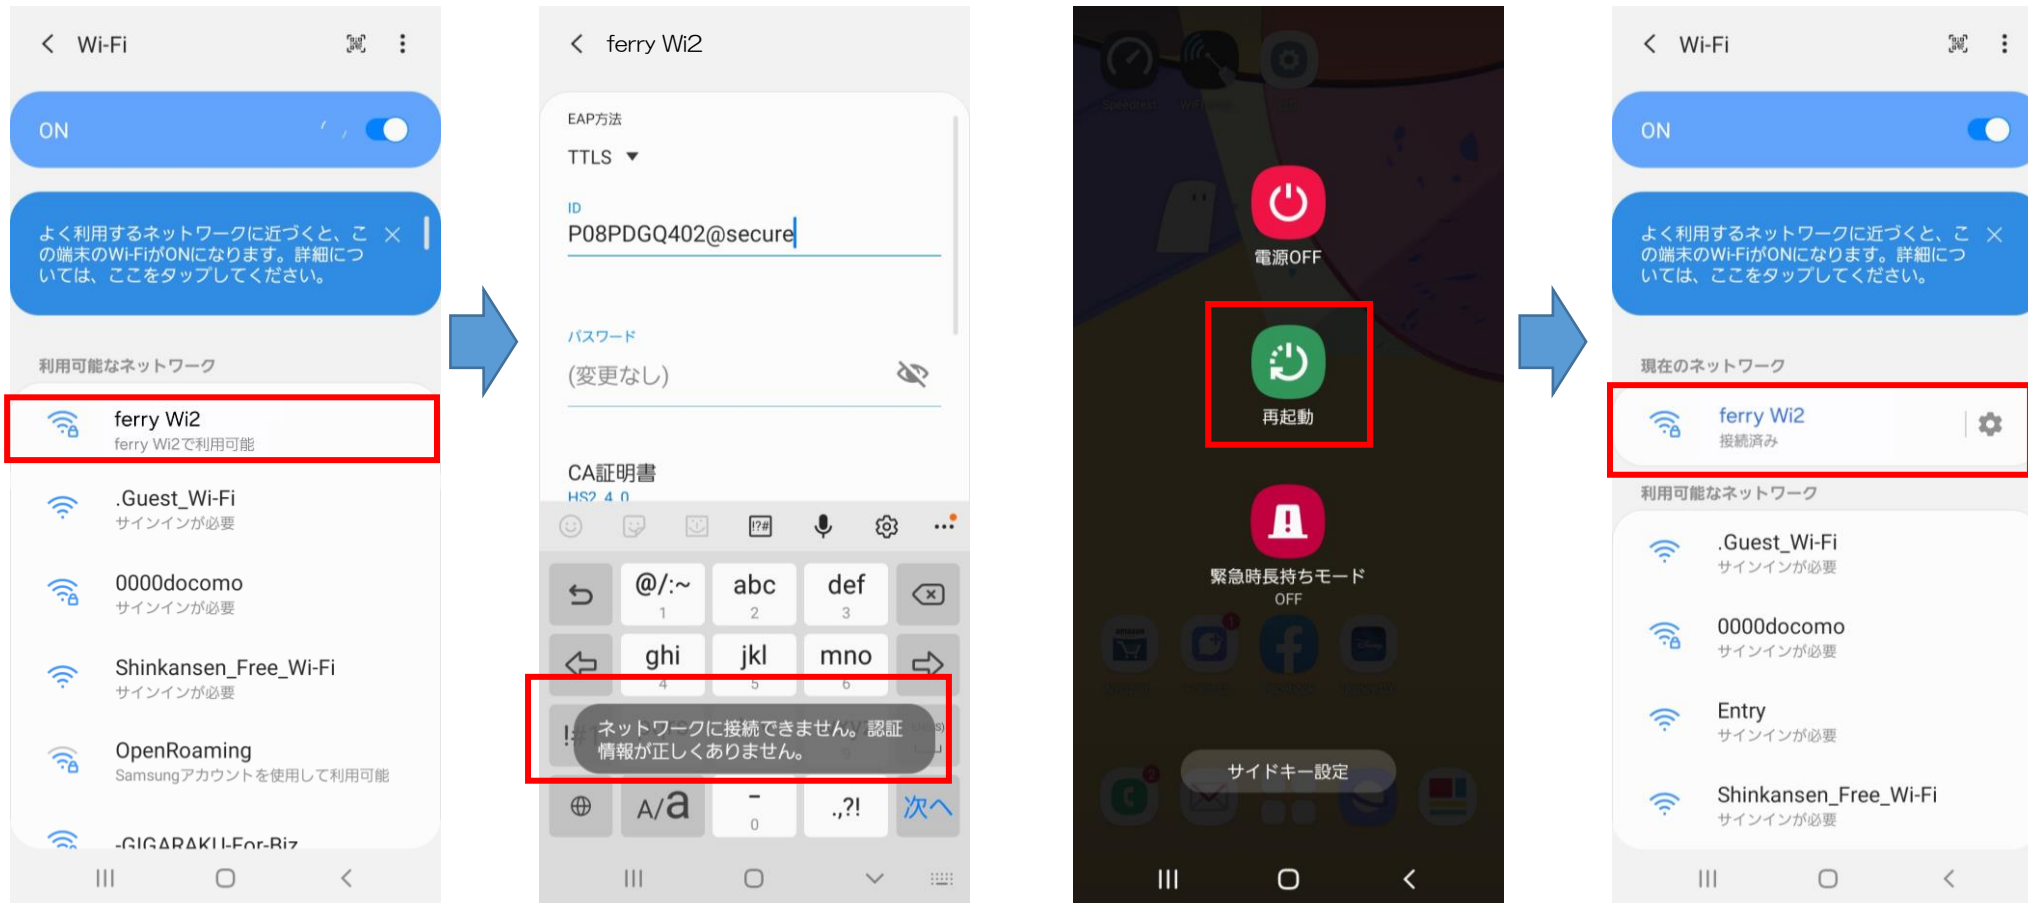 Wi-Fi
ON
よく利用するネットワークに近づくと、こ
の端末のWi-FiがONになります。詳細につ
いては、ここをタップしてください。
利用可能なネットワーク
ferry Wi2
ferry Wi2で利用可能
.Guest_Wi-Fi
サインインが必要
0000docomo
サインインが必要
Shinkansen_Free_Wi-Fi
サインインが必要
OpenRoaming
Samsungアカウントを使用して利用可能
-GIGARAKU-For-Biz
ferry Wi2
EAP方法
TTLS
ID
P08PDGQ402@secure
パスワード
(変更なし)
CA証明書
HS2_4_0
!?#
@/:~
1
abc
2
def
3
ghi
4
jkl
5
mno
6
ネットワークに接続できません。認証
情報が正しくありません。
A/a
-
0
.,?!
次へ
Speedtest
電源OFF
再起動
緊急時長持ちモード
OFF
サイドキー設定
Wi-Fi
ON
よく利用するネットワークに近づくと、こ
の端末のWi-FiがONになります。詳細につ
いては、ここをタップしてください。
現在のネットワーク
ferry Wi2
接続済み
利用可能なネットワーク
.Guest_Wi-Fi
サインインが必要
0000docomo
サインインが必要
Entry
サインインが必要
Shinkansen_Free_Wi-Fi
サインインが必要